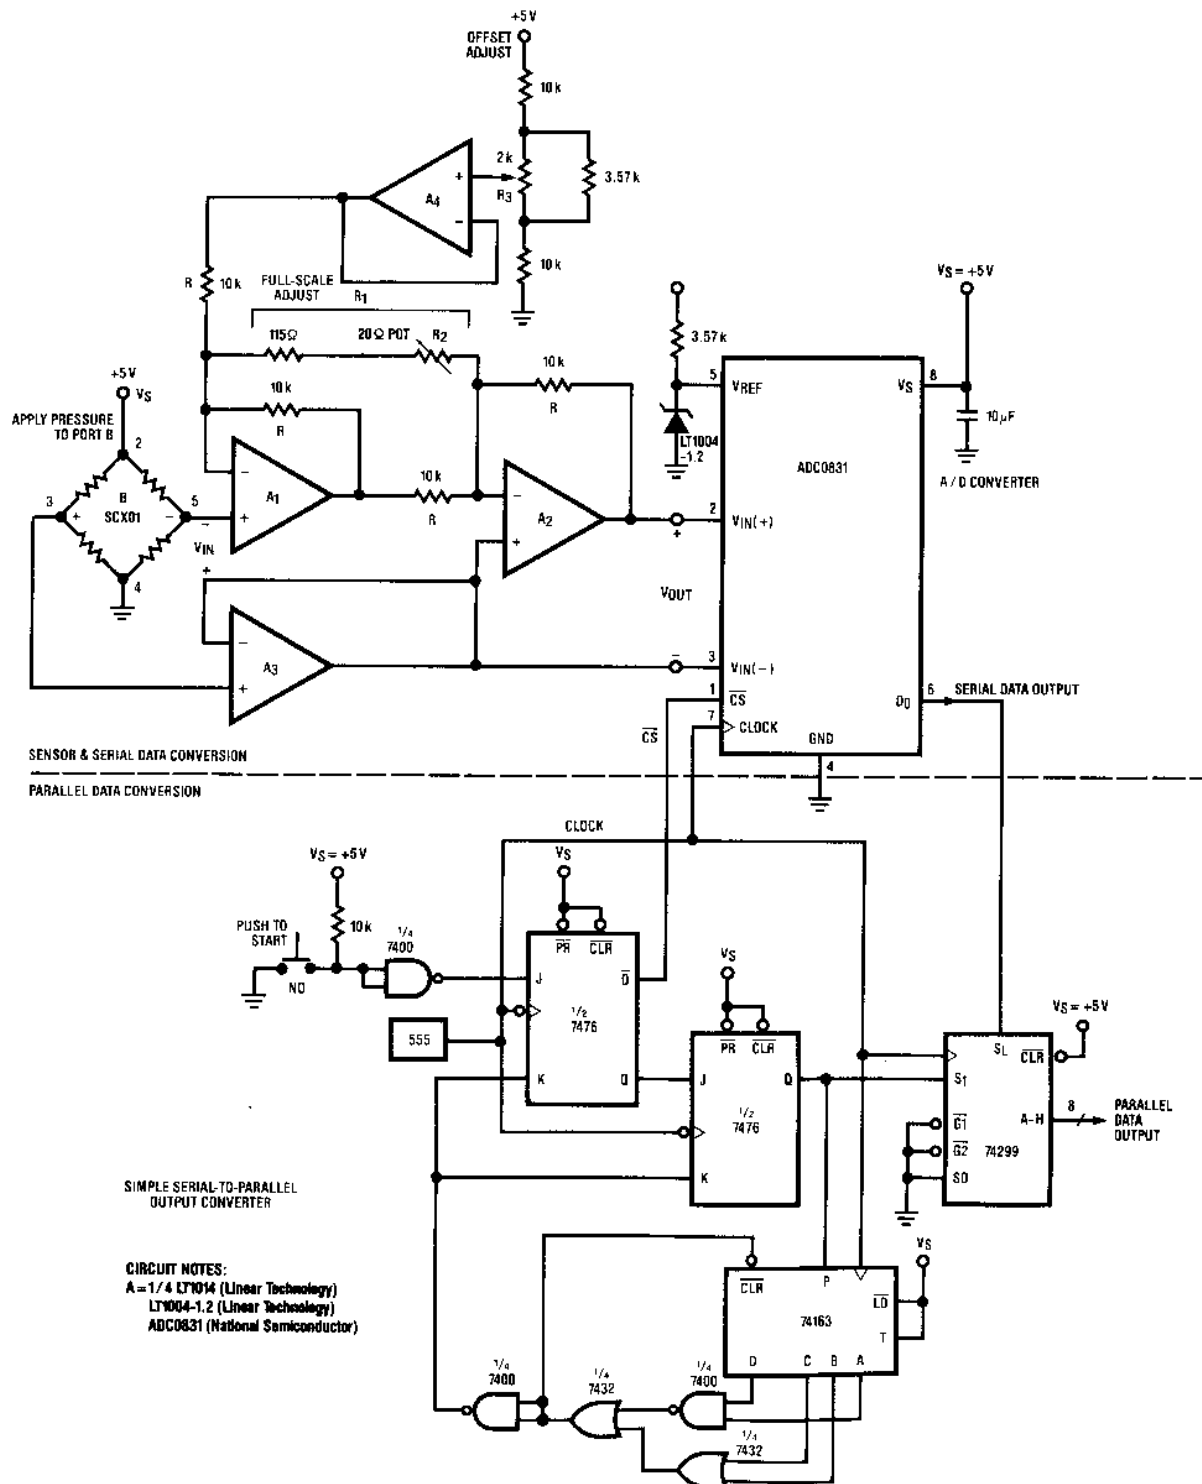 +5V
OFFSET
ADJUST
10k
2k
R3
3.57k
A4
+
−
10k
R
10k
FULL-SCALE
ADJUST
R1
115Ω
20Ω POT
R2
10k
R
10k
R
VS = +5V
3.57k
5
VREF
VS
8
10µF
LT1004
-1.2
ADC0831
A / D CONVERTER
+5V
VS
APPLY PRESSURE
TO PORT B
2
3
+
B
SCX01
−
5
4
−
VIN
+
−
A1
+
10k
R
−
A2
+
+
2
VIN(+)
VOUT
−
A3
+
−
3
VIN(−)
1
CS
7
CLOCK
CS
GND
4
DO
6
SERIAL DATA OUTPUT
SENSOR & SERIAL DATA CONVERSION
PARALLEL DATA CONVERSION
CLOCK
VS = +5V
10k
PUSH TO
START
NO
1/4
7400
VS
PR
CLR
J
Q
1/2
7476
K
Q
555
VS
PR
CLR
J
Q
1/2
7476
K
VS = +5V
SL
CLR
S1
G1
G2
S0
A-H
74299
8
PARALLEL
DATA
OUTPUT
SIMPLE SERIAL-TO-PARALLEL
OUTPUT CONVERTER
CIRCUIT NOTES:
A = 1/4 LT1014 (Linear Technology)
LT1004-1.2 (Linear Technology)
ADC0831 (National Semiconductor)
VS
CLR
P
LD
74163
T
D
C
B
A
1/4
7400
1/4
7432
1/4
7400
1/4
7432